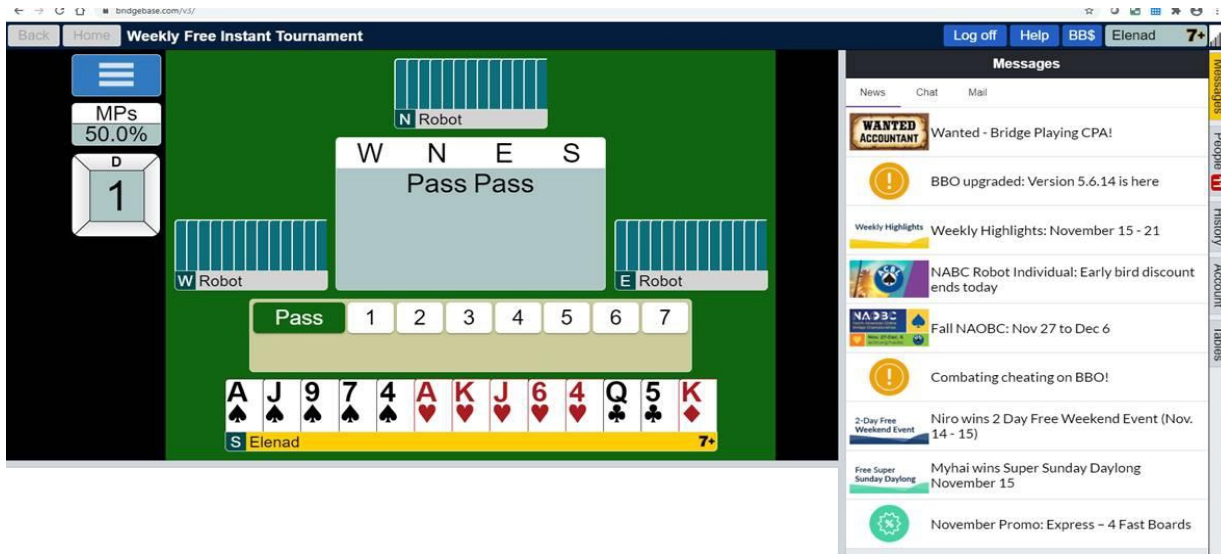 bridgebase.com/v3/
Back Home Weekly Free Instant Tournament Log off Help BB$ Elenad 7+
Messages
News Chat Mail
MPs
50.0%
D
1
N Robot
W N E S
Pass Pass
W Robot
E Robot
Pass 1 2 3 4 5 6 7
A J 9 7 4 A K J 6 4 Q 5 K
S Elenad 7+
WANTED
ACCOUNTANT
Wanted - Bridge Playing CPA!
BBO upgraded: Version 5.6.14 is here
Weekly Highlights
Weekly Highlights: November 15 - 21
NABC Robot Individual: Early bird discount
ends today
Fall NAOBC: Nov 27 to Dec 6
Combating cheating on BBO!
2-Day Free
Weekend Event
Niro wins 2 Day Free Weekend Event (Nov.
14 - 15)
Free Super
Sunday Daylong
Myhai wins Super Sunday Daylong
November 15
November Promo: Express – 4 Fast Boards
Messages
People
History
Account
Tables